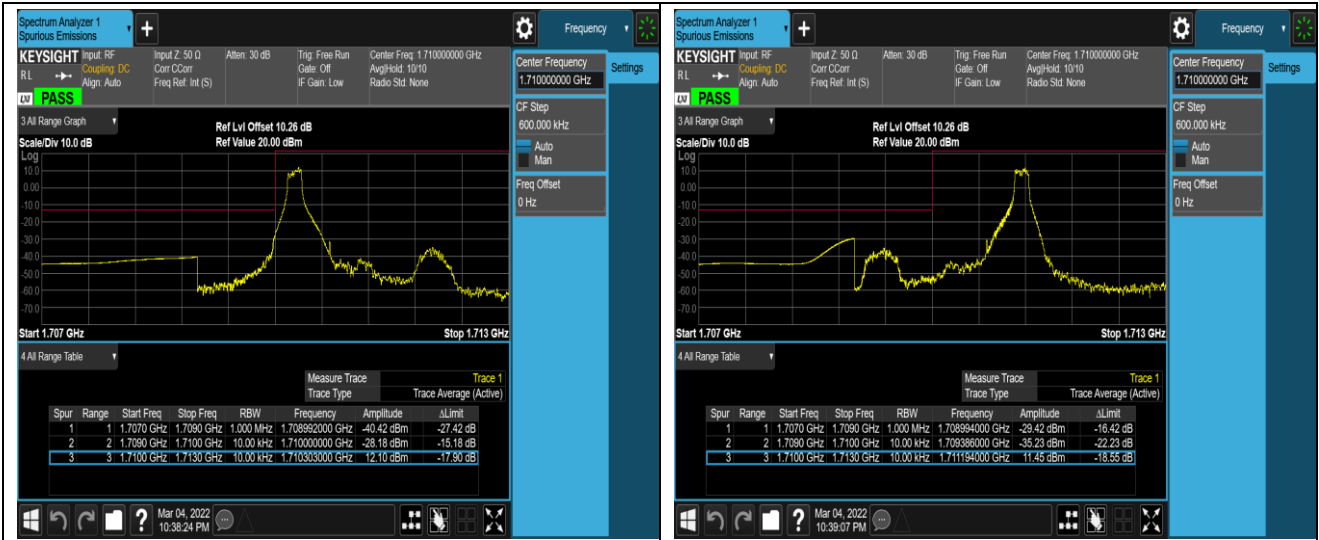 Spectrum Analyzer 1
Spurious Emissions
+
Frequency
KEYSIGHT Input: RF Input Z: 50 Ω Atten: 30 dB Trig: Free Run Center Freq: 1.710000000 GHz
RL Coupling: DC Corr CCorr Gate: Off Avg|Hold: 10/10
Align: Auto Freq Ref: Int (S) IF Gain: Low Radio Std: None
LXI PASS
Center Frequency
1.710000000 GHz
Settings
CF Step
600.000 kHz
Auto
Man
Freq Offset
0 Hz
3 All Range Graph
Ref Lvl Offset 10.26 dB
Scale/Div 10.0 dB Ref Value 20.00 dBm
Log
10.0
0.00
-10.0
-20.0
-30.0
-40.0
-50.0
-60.0
-70.0
Start 1.707 GHz Stop 1.713 GHz
4 All Range Table
Measure Trace Trace 1
Trace Type Trace Average (Active)
Spur Range Start Freq Stop Freq RBW Frequency Amplitude ΔLimit
1 1 1.7070 GHz 1.7090 GHz 1.000 MHz 1.708992000 GHz -40.42 dBm -27.42 dB
2 2 1.7090 GHz 1.7100 GHz 10.00 kHz 1.710000000 GHz -28.18 dBm -15.18 dB
3 3 1.7100 GHz 1.7130 GHz 10.00 kHz 1.710303000 GHz 12.10 dBm -17.90 dB
?
Mar 04, 2022
10:38:24 PM
Spectrum Analyzer 1
Spurious Emissions
+
Frequency
KEYSIGHT Input: RF Input Z: 50 Ω Atten: 30 dB Trig: Free Run Center Freq: 1.710000000 GHz
RL Coupling: DC Corr CCorr Gate: Off Avg|Hold: 10/10
Align: Auto Freq Ref: Int (S) IF Gain: Low Radio Std: None
LXI PASS
Center Frequency
1.710000000 GHz
Settings
CF Step
600.000 kHz
Auto
Man
Freq Offset
0 Hz
3 All Range Graph
Ref Lvl Offset 10.26 dB
Scale/Div 10.0 dB Ref Value 20.00 dBm
Log
10.0
0.00
-10.0
-20.0
-30.0
-40.0
-50.0
-60.0
-70.0
Start 1.707 GHz Stop 1.713 GHz
4 All Range Table
Measure Trace Trace 1
Trace Type Trace Average (Active)
Spur Range Start Freq Stop Freq RBW Frequency Amplitude ΔLimit
1 1 1.7070 GHz 1.7090 GHz 1.000 MHz 1.708994000 GHz -29.42 dBm -16.42 dB
2 2 1.7090 GHz 1.7100 GHz 10.00 kHz 1.709386000 GHz -35.23 dBm -22.23 dB
3 3 1.7100 GHz 1.7130 GHz 10.00 kHz 1.711194000 GHz 11.45 dBm -18.55 dB
?
Mar 04, 2022
10:39:07 PM